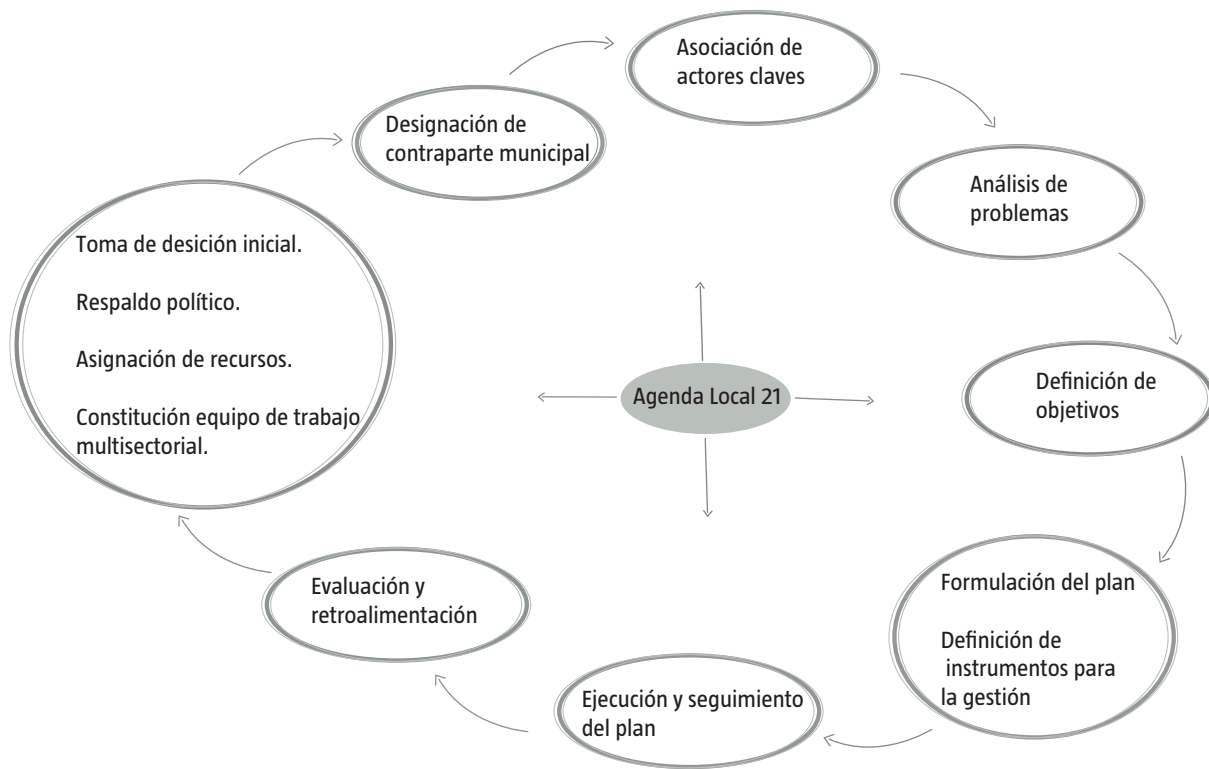 Asociación de
actores claves
Designación de
contraparte municipal
Análisis de
problemas
Toma de desición inicial.
Respaldo político.
Asignación de recursos.
Constitución equipo de trabajo
multisectorial.
Agenda Local 21
Definición de
objetivos
Formulación del plan
Definición de
instrumentos para
la gestión
Evaluación y
retroalimentación
Ejecución y seguimiento
del plan